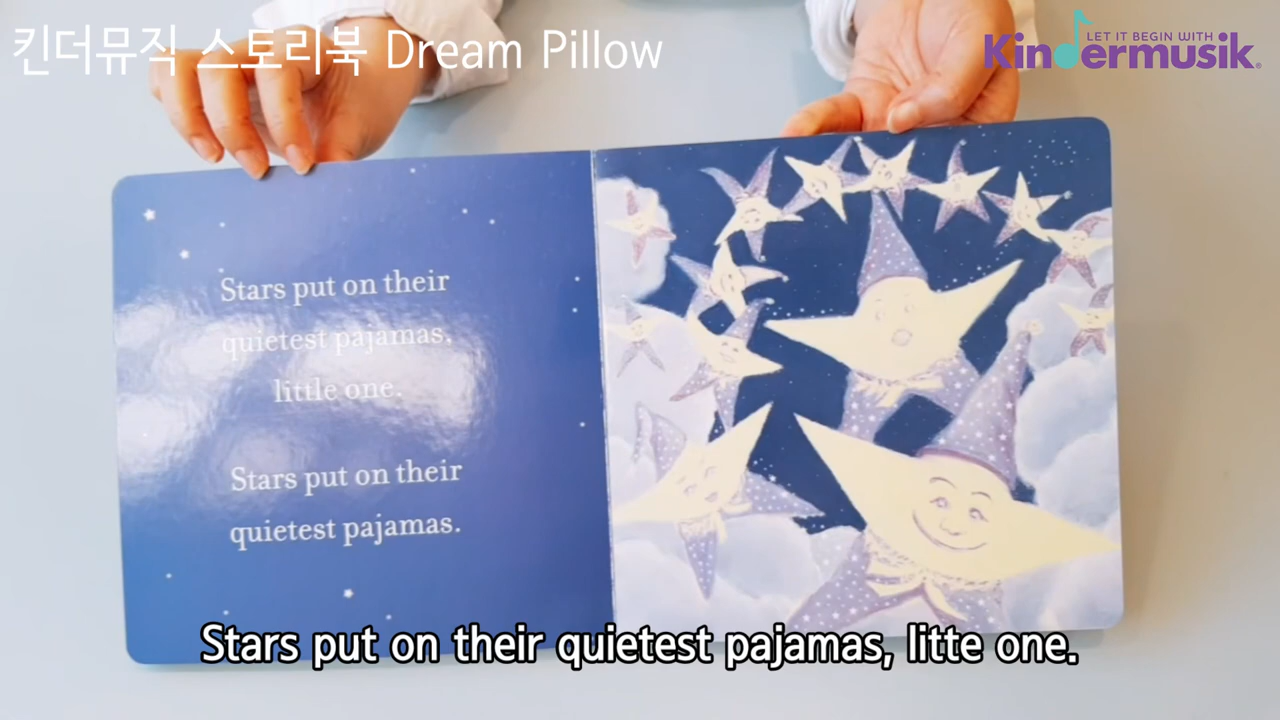 킨더뮤직 스토리북 Dream Pillow
LET IT BEGIN WITH
Kindermusik®
Stars put on their
quietest pajamas,
little one.
Stars put on their
quietest pajamas.
Stars put on their quietest pajamas, litte one.